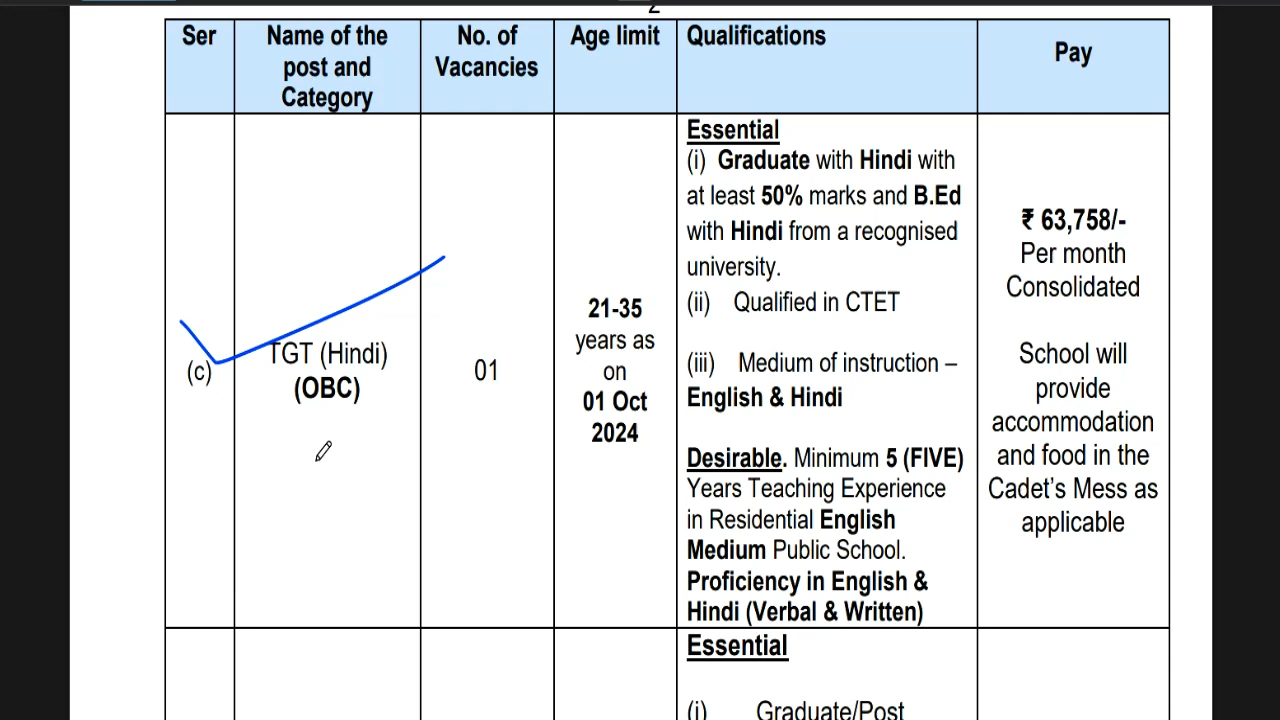 2
Ser
Name of the
post and
Category
No. of
Vacancies
Age limit
Qualifications
Pay
(c)
TGT (Hindi)
(OBC)
01
21-35
years as
on
01 Oct
2024
Essential
(i) Graduate with Hindi with
at least 50% marks and B.Ed
with Hindi from a recognised
university.
(ii) Qualified in CTET
(iii) Medium of instruction –
English & Hindi
Desirable. Minimum 5 (FIVE)
Years Teaching Experience
in Residential English
Medium Public School.
Proficiency in English &
Hindi (Verbal & Written)
₹ 63,758/-
Per month
Consolidated
School will
provide
accommodation
and food in the
Cadet's Mess as
applicable
Essential
(i) Graduate/Post